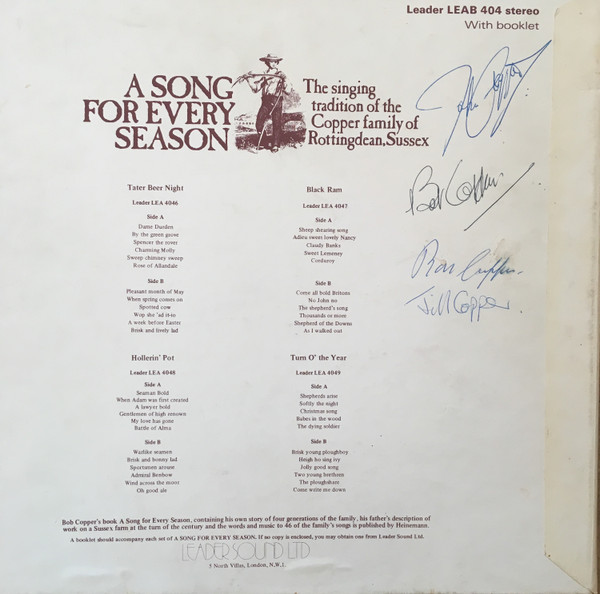 Leader LEAB 404 stereo
With booklet
A SONG
FOR EVERY
SEASON
The singing
tradition of the
Copper family of
Rottingdean, Sussex
John Copper
Bob Copper
Ron Copper
Jill Copper
Tater Beer Night
Leader LEA 4046
Side A
Dame Durden
By the green grove
Spencer the rover
Charming Molly
Sweep chimney sweep
Rose of Allandale
Side B
Pleasant month of May
When spring comes on
Sportted cow
Wop she 'ad it-io
A week before Easter
Brisk and lively lad
Black Ram
Leader LEA 4047
Side A
Sheep shearing song
Adieu sweet lovely Nancy
Claudy Banks
Sweet Lemeney
Corduroy
Side B
Come all bold Britons
No John no
The shepherd's song
Thousands or more
Shepherd of the Downs
As I walked out
Hollerin' Pot
Leader LEA 4048
Side A
Seaman Bold
When Adam was first created
A lawyer bold
Gentlemen of high renown
My love has gone
Battle of Alma
Side B
Warlike seamen
Brisk and bonny lad
Sportsmen arouse
Admiral Benbow
Wind across the moor
Oh good ale
Turn O' the Year
Leader LEA 4049
Side A
Shepherds arise
Softly the night
Christmas song
Babes in the wood
The dying soldier
Side B
Brisk young ploughboy
Heigh ho sing ivy
Jolly good song
Two young brethren
The ploughshare
Come write me down
Bob Copper's book A Song for Every Season, containing his own story of four generations of the family, his father's description of
work on a Sussex farm at the turn of the century and the words and music to 46 of the family's songs is published by Heinemann.
A booklet should accompany each set of A SONG FOR EVERY SEASON. If no copy is enclosed, you may obtain one from Leader Sound Ltd.
LEADER SOUND LTD
5 North Villas, London, N.W.1.